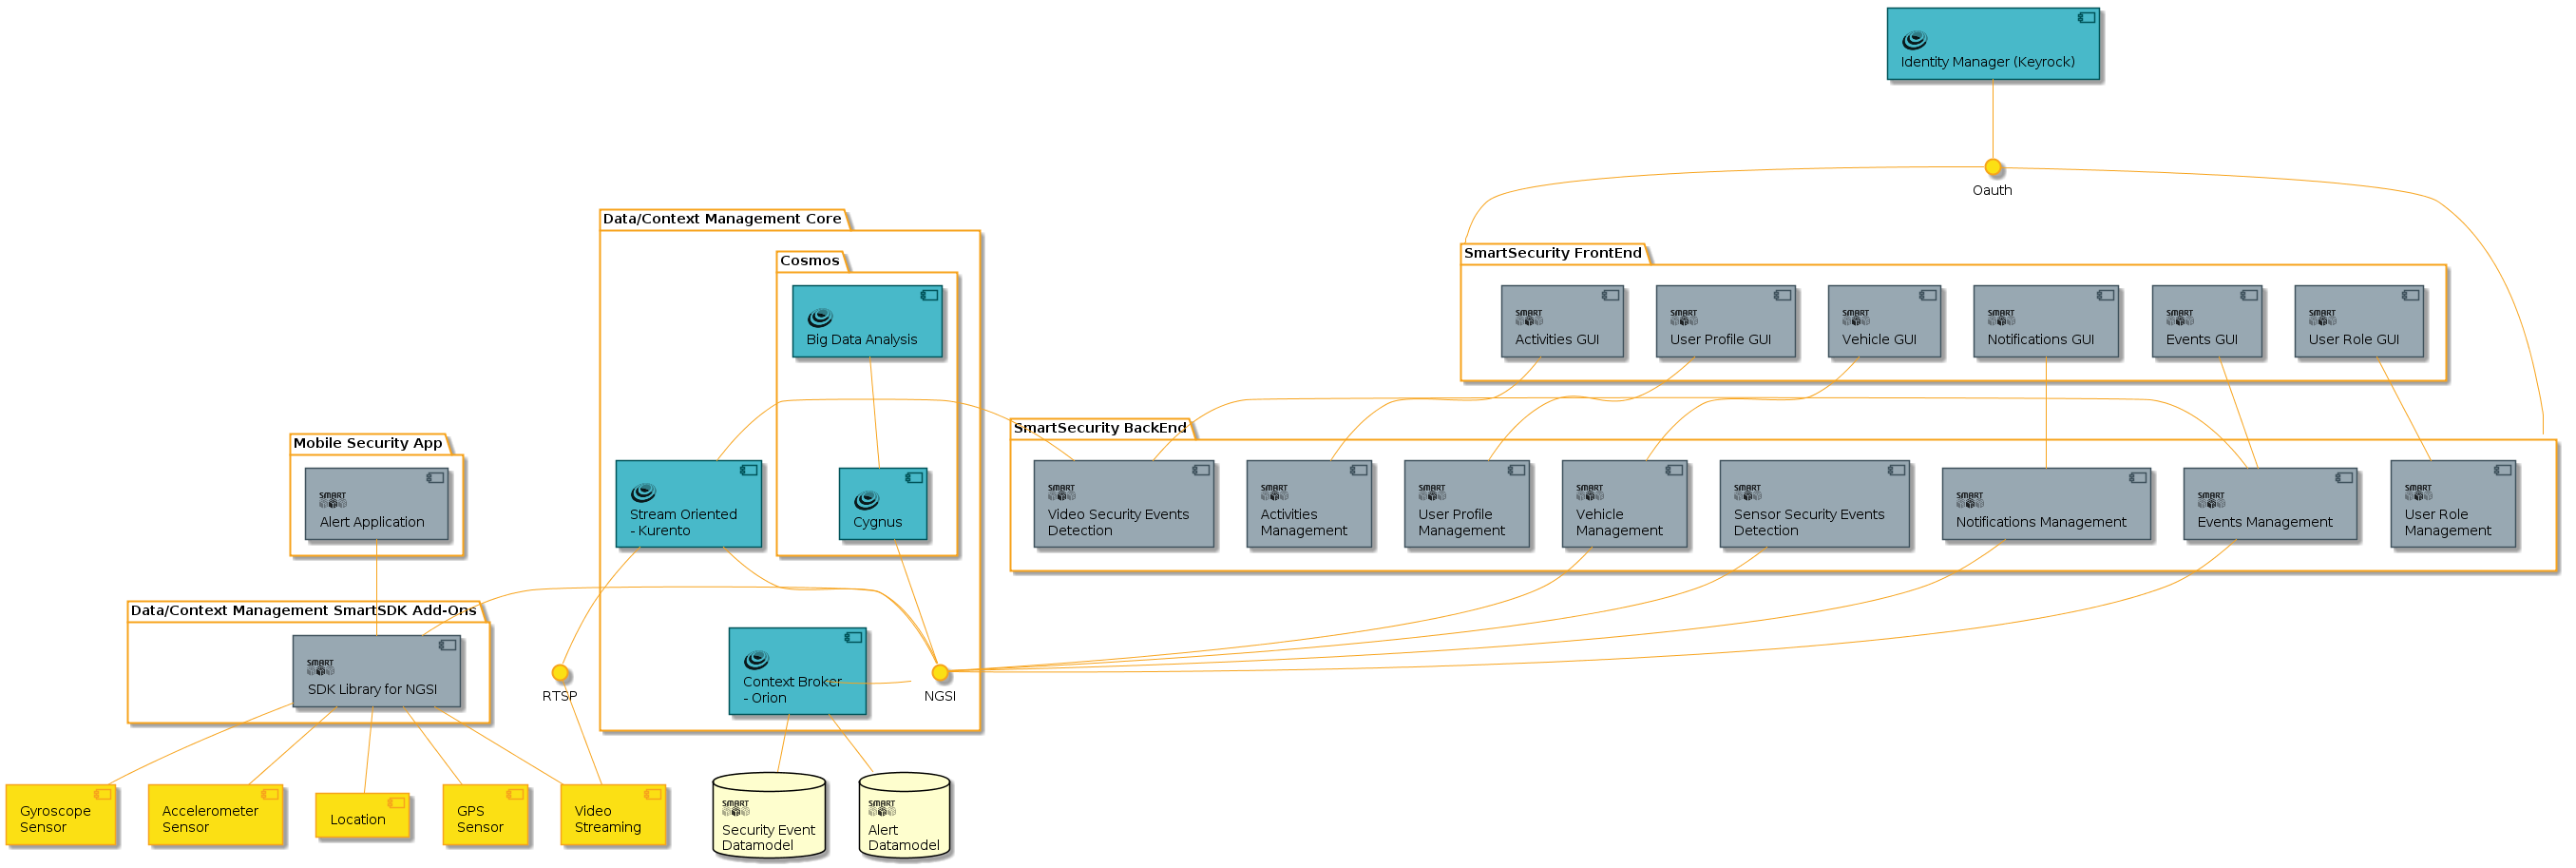 Identity Manager (Keyrock)
Oauth
Data/Context Management Core
Cosmos
Big Data Analysis
SmartSecurity FrontEnd
SMART
Activities GUI
SMART
User Profile GUI
SMART
Vehicle GUI
SMART
Notifications GUI
SMART
Events GUI
SMART
User Role GUI
Mobile Security App
SMART
Alert Application
Stream Oriented
- Kurento
Cygnus
SmartSecurity BackEnd
SMART
Video Security Events
Detection
SMART
Activities
Management
SMART
User Profile
Management
SMART
Vehicle
Management
SMART
Sensor Security Events
Detection
SMART
Notifications Management
SMART
Events Management
SMART
User Role
Management
Data/Context Management SmartSDK Add-Ons
SMART
SDK Library for NGSI
RTSP
Context Broker
- Orion
NGSI
Gyroscope
Sensor
Accelerometer
Sensor
Location
GPS
Sensor
Video
Streaming
SMART
Security Event
Datamodel
SMART
Alert
Datamodel